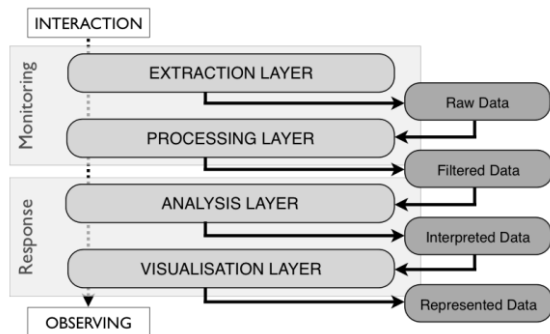 INTERACTION
Monitoring
EXTRACTION LAYER
Raw Data
PROCESSING LAYER
Filtered Data
Response
ANALYSIS LAYER
Interpreted Data
VISUALISATION LAYER
Represented Data
OBSERVING